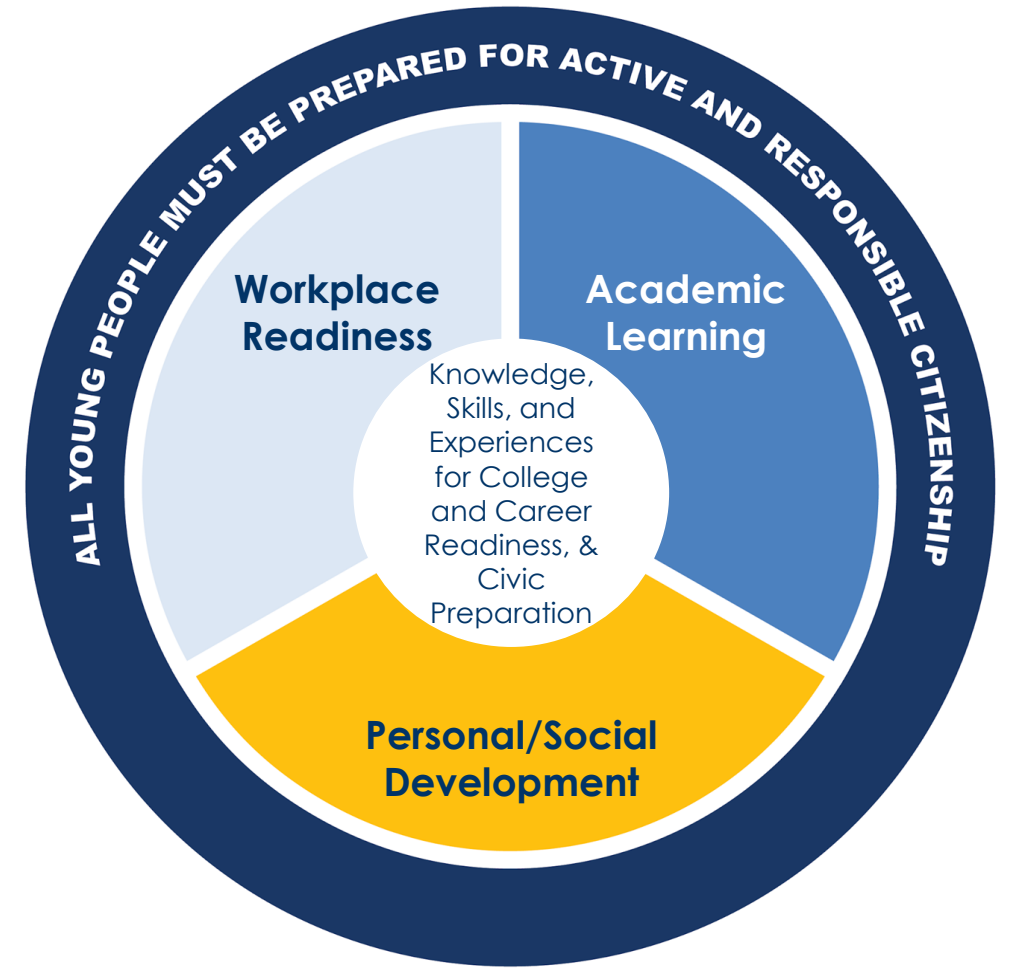 ALL YOUNG PEOPLE MUST BE PREPARED FOR ACTIVE AND RESPONSIBLE CITIZENSHIP
Workplace
Readiness
Academic
Learning
Knowledge,
Skills, and
Experiences
for College
and Career
Readiness, &
Civic
Preparation
Personal/Social
Development